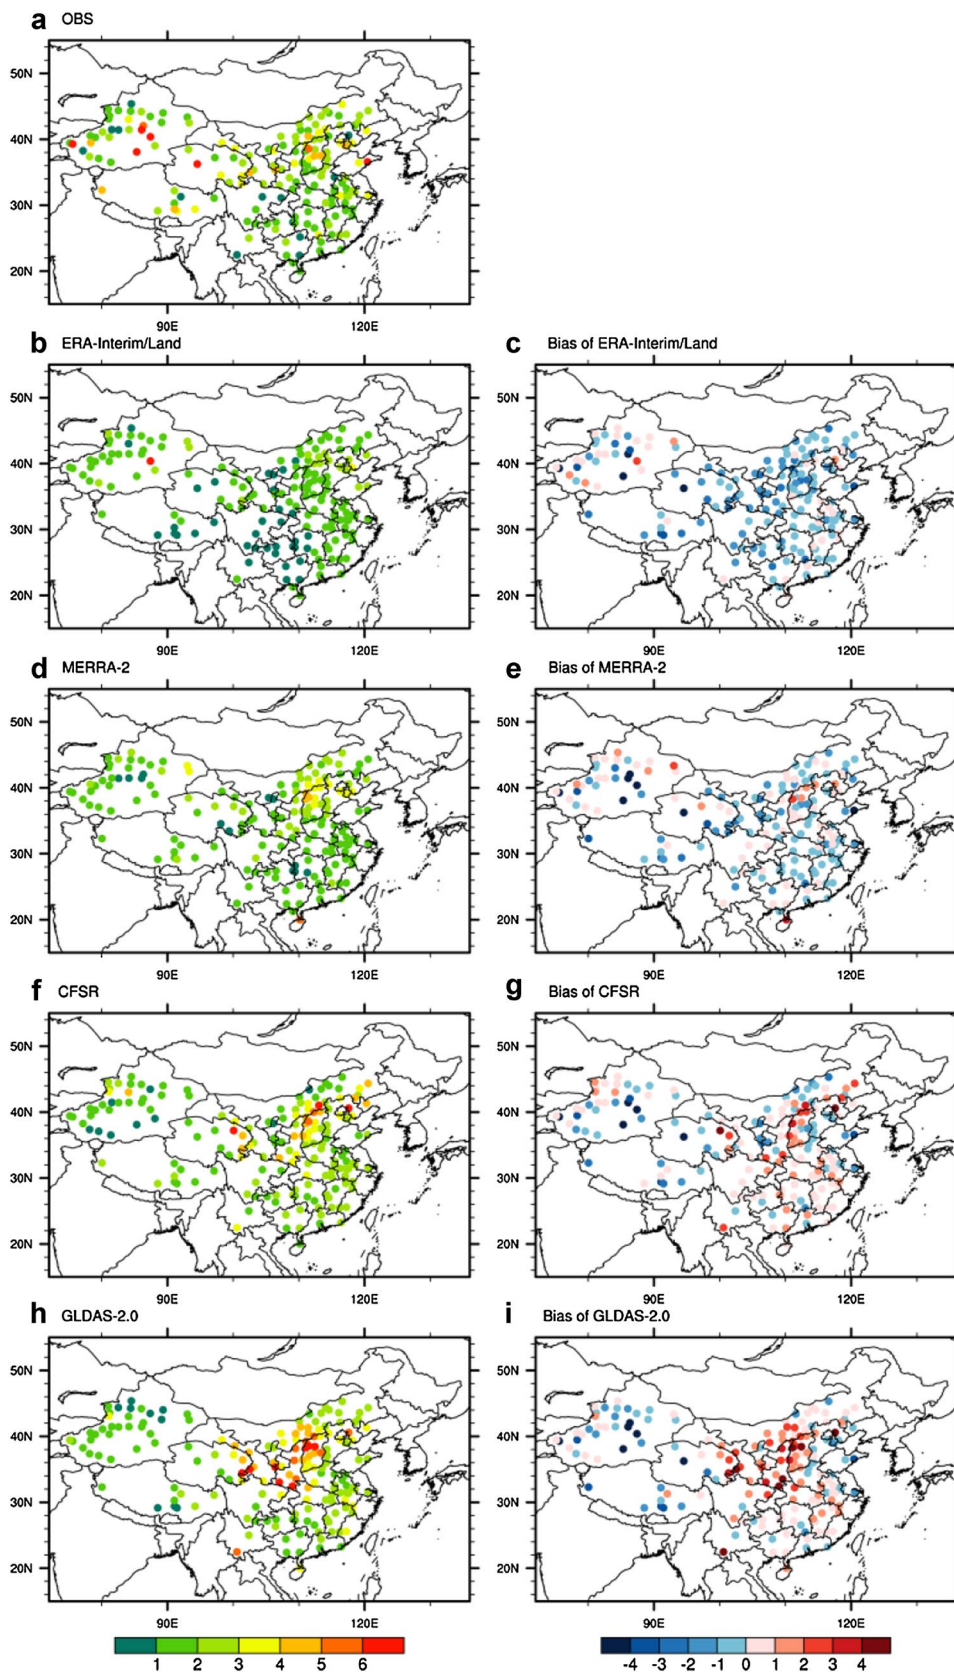 a OBS
50N
40N
30N
20N
90E 120E
b ERA-Interim/Land
c Bias of ERA-Interim/Land
50N 50N
40N 40N
30N 30N
20N 20N
90E 120E 90E 120E
d MERRA-2
e Bias of MERRA-2
50N 50N
40N 40N
30N 30N
20N 20N
90E 120E 90E 120E
f CFSR
g Bias of CFSR
50N 50N
40N 40N
30N 30N
20N 20N
90E 120E 90E 120E
h GLDAS-2.0
i Bias of GLDAS-2.0
50N 50N
40N 40N
30N 30N
20N 20N
90E 120E 90E 120E
1 2 3 4 5 6
-4 -3 -2 -1 0 1 2 3 4